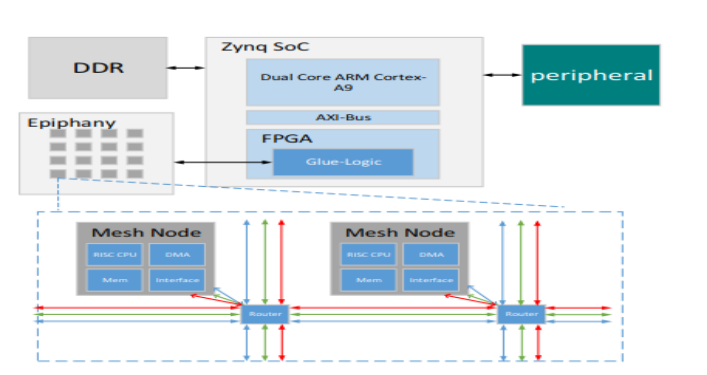 Zynq SoC
DDR
Dual Core ARM Cortex-
A9
peripheral
AXI-Bus
Epiphany
FPGA
Glue-Logic
Mesh Node
RISC CPU
DMA
Mem
Interface
Router
Mesh Node
RISC CPU
DMA
Mem
Interface
Router